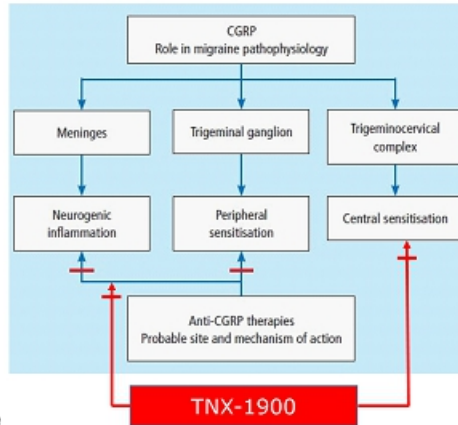 CGRP
Role in migraine pathophysiology
Meninges
Trigeminal ganglion
Trigeminocervical
complex
Neurogenic
inflammation
Peripheral
sensitisation
Central sensitisation
Anti-CGRP therapies
Probable site and mechanism of action
TNX-1900